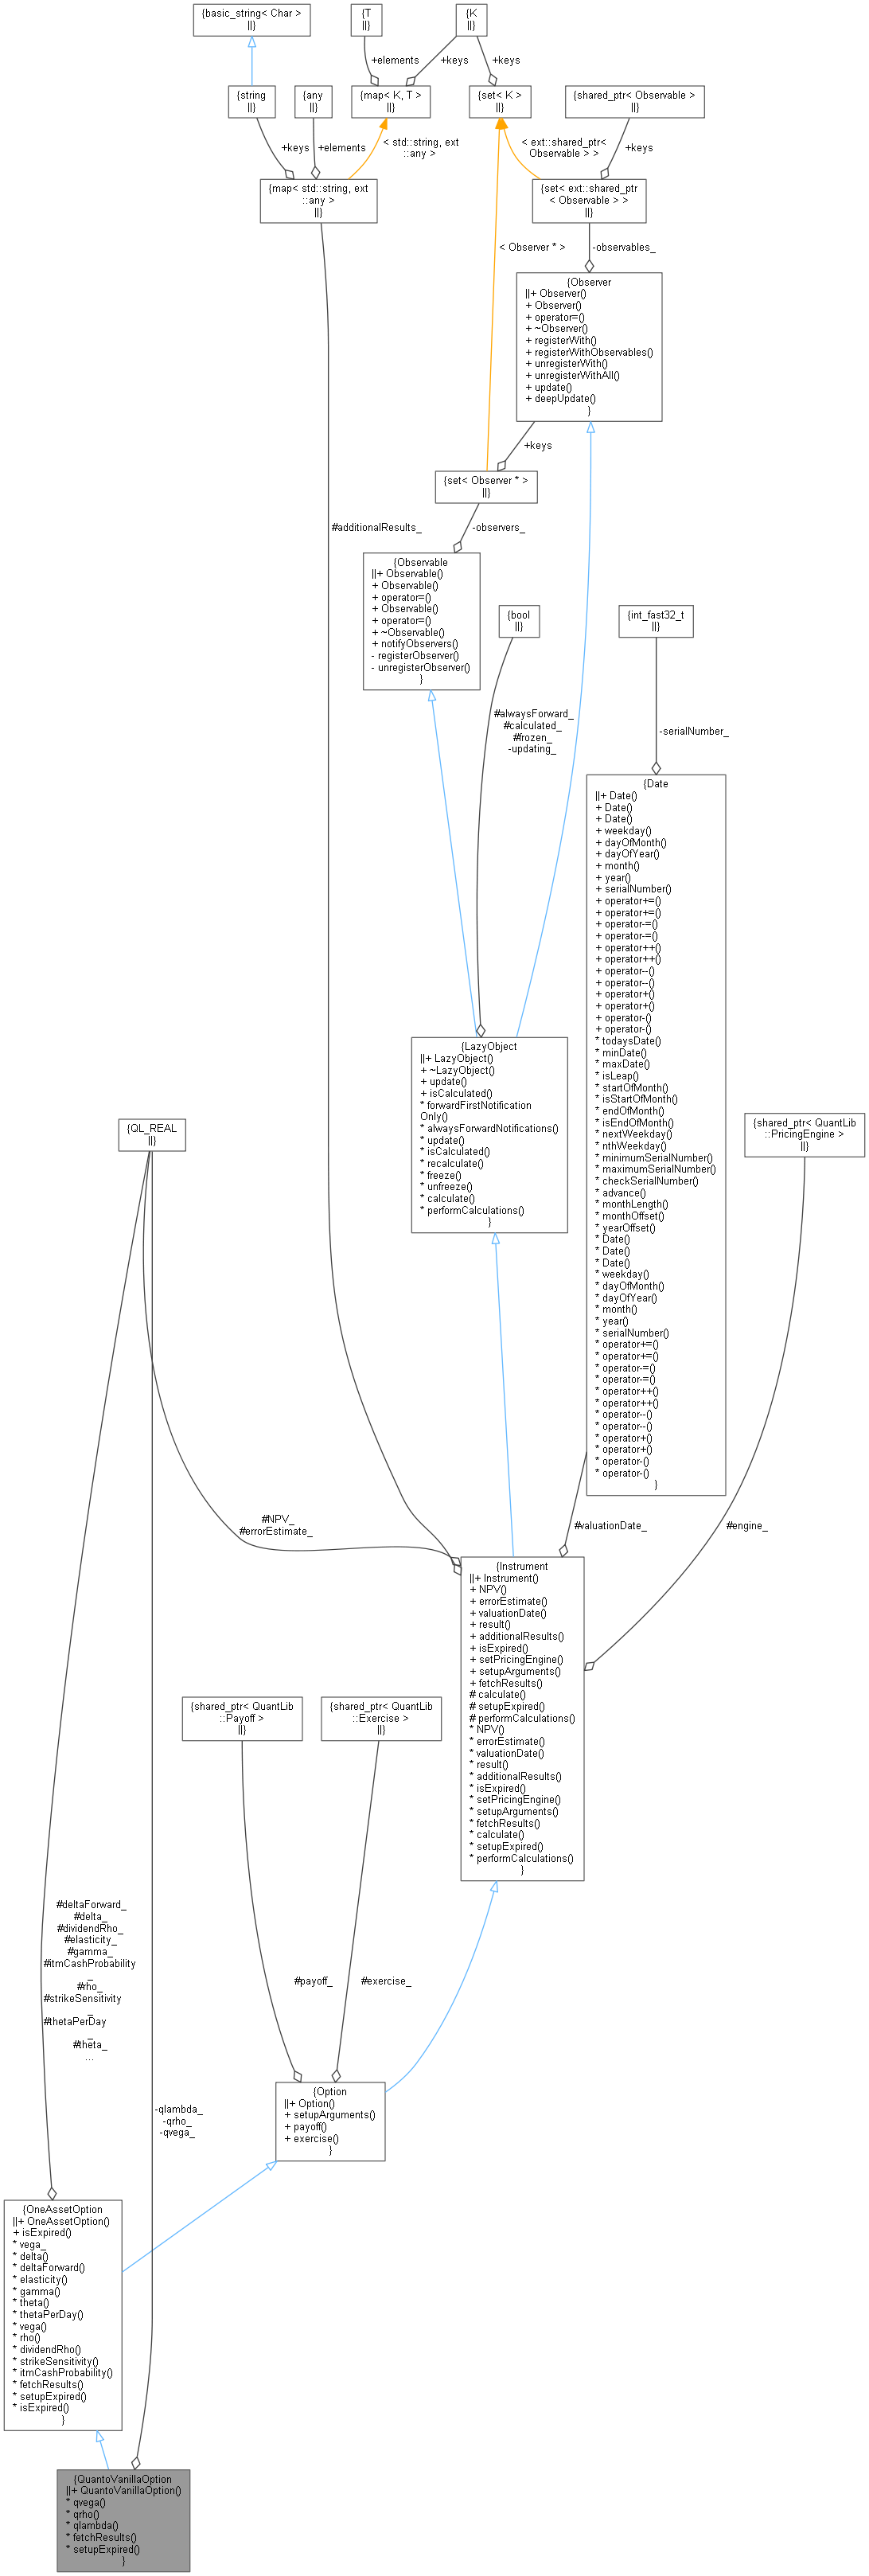 {basic_string< Char >
||}
{T
||}
{K
||}
+elements
+keys
+keys
{string
||}
{any
||}
{map< K, T >
||}
{set< K >
||}
{shared_ptr< Observable >
||}
+keys
+elements
< std::string, ext
::any >
< ext::shared_ptr<
Observable > >
+keys
{map< std::string, ext
::any >
||}
{set< ext::shared_ptr
< Observable > >
||}
< Observer * >
-observables_
{Observer
||+ Observer()
+ Observer()
+ operator=()
+ ~Observer()
+ registerWith()
+ registerWithObservables()
+ unregisterWith()
+ unregisterWithAll()
+ update()
+ deepUpdate()
}
+keys
{set< Observer * >
||}
#additionalResults_
-observers_
{Observable
||+ Observable()
+ Observable()
+ operator=()
+ Observable()
+ operator=()
+ ~Observable()
+ notifyObservers()
- registerObserver()
- unregisterObserver()
}
{bool
||}
{int_fast32_t
||}
#alwaysForward_
#calculated_
#frozen_
-updating_
-serialNumber_
{Date
||+ Date()
+ Date()
+ Date()
+ weekday()
+ dayOfMonth()
+ dayOfYear()
+ month()
+ year()
+ serialNumber()
+ operator+=()
+ operator+=()
+ operator-=()
+ operator-=()
+ operator++()
+ operator++()
+ operator--()
+ operator--()
+ operator+()
+ operator+()
+ operator-()
+ operator-()
* todaysDate()
* minDate()
* maxDate()
* isLeap()
* startOfMonth()
* isStartOfMonth()
* endOfMonth()
* isEndOfMonth()
* nextWeekday()
* nthWeekday()
* minimumSerialNumber()
* maximumSerialNumber()
* checkSerialNumber()
* advance()
* monthLength()
* monthOffset()
* yearOffset()
* Date()
* Date()
* Date()
* weekday()
* dayOfMonth()
* dayOfYear()
* month()
* year()
* serialNumber()
* operator+=()
* operator+=()
* operator-=()
* operator-=()
* operator++()
* operator++()
* operator--()
* operator--()
* operator+()
* operator+()
* operator-()
* operator-()
}
{LazyObject
||+ LazyObject()
+ ~LazyObject()
+ update()
+ isCalculated()
* forwardFirstNotification
Only()
* alwaysForwardNotifications()
* update()
* isCalculated()
* recalculate()
* freeze()
* unfreeze()
* calculate()
* performCalculations()
}
{QL_REAL
||}
{shared_ptr< QuantLib
::PricingEngine >
||}
#NPV_
#errorEstimate_
#valuationDate_
#engine_
{Instrument
||+ Instrument()
+ NPV()
+ errorEstimate()
+ valuationDate()
+ result()
+ additionalResults()
+ isExpired()
+ setPricingEngine()
+ setupArguments()
+ fetchResults()
# calculate()
# setupExpired()
# performCalculations()
* NPV()
* errorEstimate()
* valuationDate()
* result()
* additionalResults()
* isExpired()
* setPricingEngine()
* setupArguments()
* fetchResults()
* calculate()
* setupExpired()
* performCalculations()
}
{shared_ptr< QuantLib
::Payoff >
||}
{shared_ptr< QuantLib
::Exercise >
||}
#deltaForward_
#delta_
#dividendRho_
#elasticity_
#gamma_
#itmCashProbability
_
#rho_
#strikeSensitivity
_
#thetaPerDay
_
#theta_
...
#payoff_
#exercise_
{Option
||+ Option()
+ setupArguments()
+ payoff()
+ exercise()
}
-qlambda_
-qrho_
-qvega_
{OneAssetOption
||+ OneAssetOption()
+ isExpired()
* vega_
* delta()
* deltaForward()
* elasticity()
* gamma()
* theta()
* thetaPerDay()
* vega()
* rho()
* dividendRho()
* strikeSensitivity()
* itmCashProbability()
* fetchResults()
* setupExpired()
* isExpired()
}
{QuantoVanillaOption
||+ QuantoVanillaOption()
* qvega()
* qrho()
* qlambda()
* fetchResults()
* setupExpired()
}